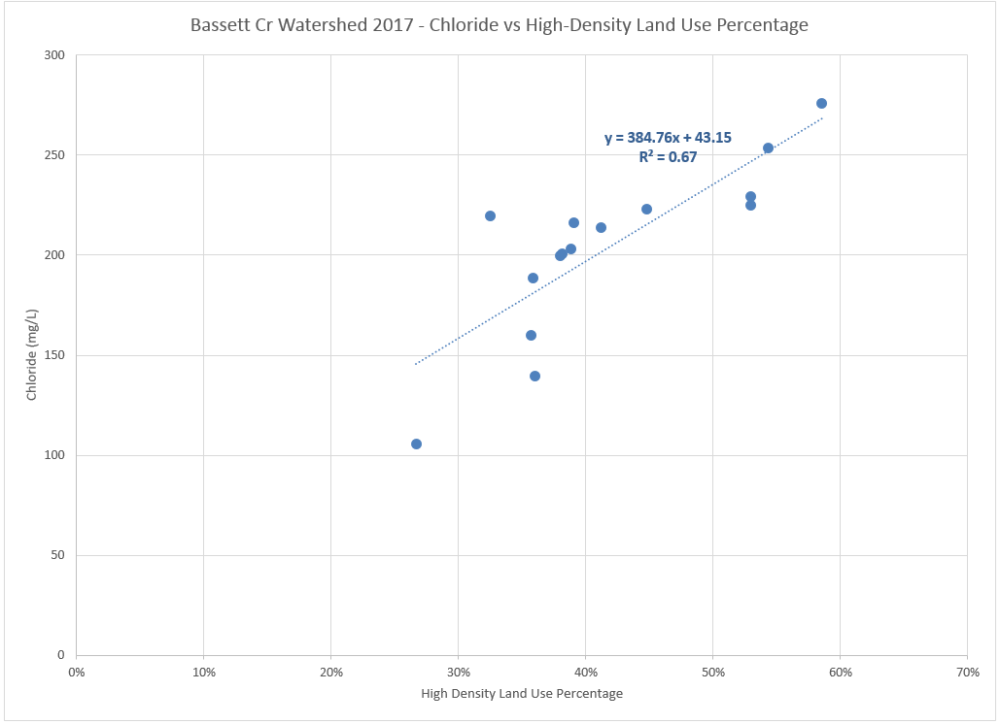 Bassett Cr Watershed 2017 - Chloride vs High-Density Land Use Percentage
300
250
200
150
100
50
0
Chloride (mg/L)
y = 384.76x + 43.15
R² = 0.67
0% 10% 20% 30% 40% 50% 60% 70%
High Density Land Use Percentage